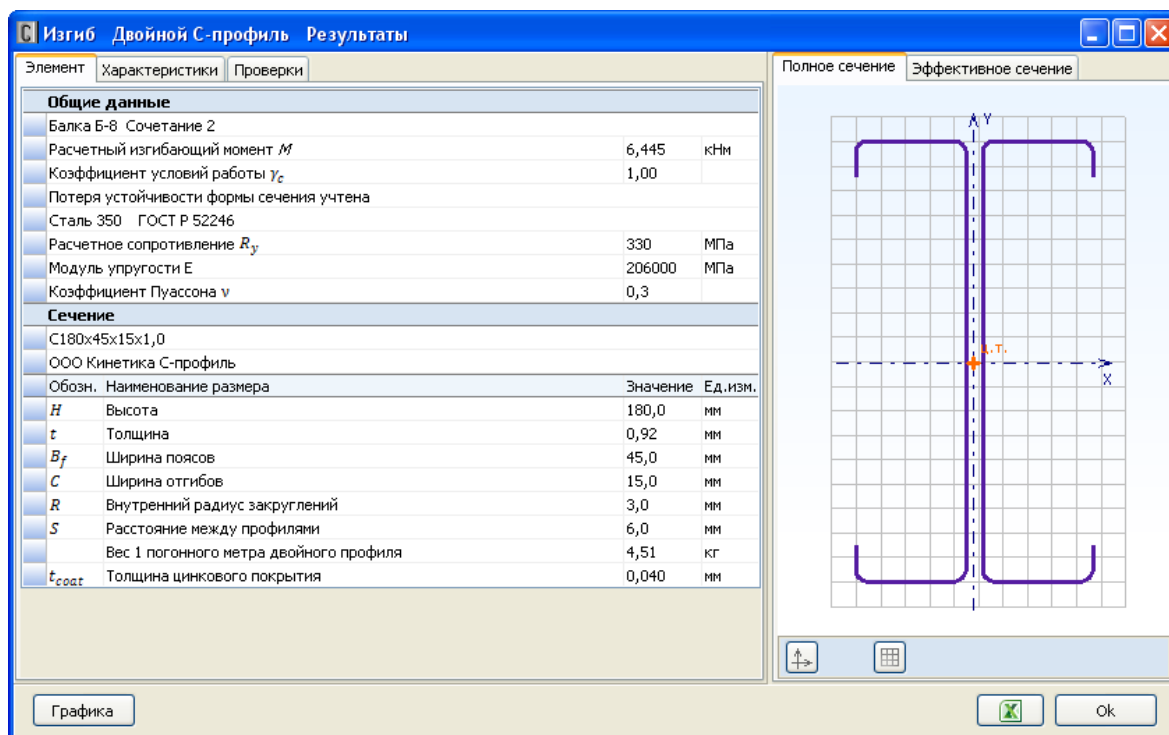 Изгиб Двойной С-профиль Результаты
Элемент Характеристики Проверки
Общие данные
Балка Б-8 Сочетание 2
Расчетный изгибающий момент M 6,445 кНм
Коэффициент условий работы γc 1,00
Потеря устойчивости формы сечения учтена
Сталь 350 ГОСТ Р 52246
Расчетное сопротивление Ry 330 МПа
Модуль упругости E 206000 МПа
Коэффициент Пуассона ν 0,3
Сечение
C180x45x15x1,0
ООО Кинетика С-профиль
Обозн. Наименование размера Значение Ед.изм.
H Высота 180,0 мм
t Толщина 0,92 мм
Bf Ширина поясов 45,0 мм
C Ширина отгибов 15,0 мм
R Внутренний радиус закруглений 3,0 мм
S Расстояние между профилями 6,0 мм
Вес 1 погонного метра двойного профиля 4,51 кг
tcoat Толщина цинкового покрытия 0,040 мм
Полное сечение Эффективное сечение
Y
ц.т.
X
Графика Ok